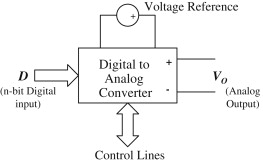 Voltage Reference
+
Digital to
Analog
Converter
+
-
D
(n-bit Digital
input)
V_O
(Analog
Output)
Control Lines